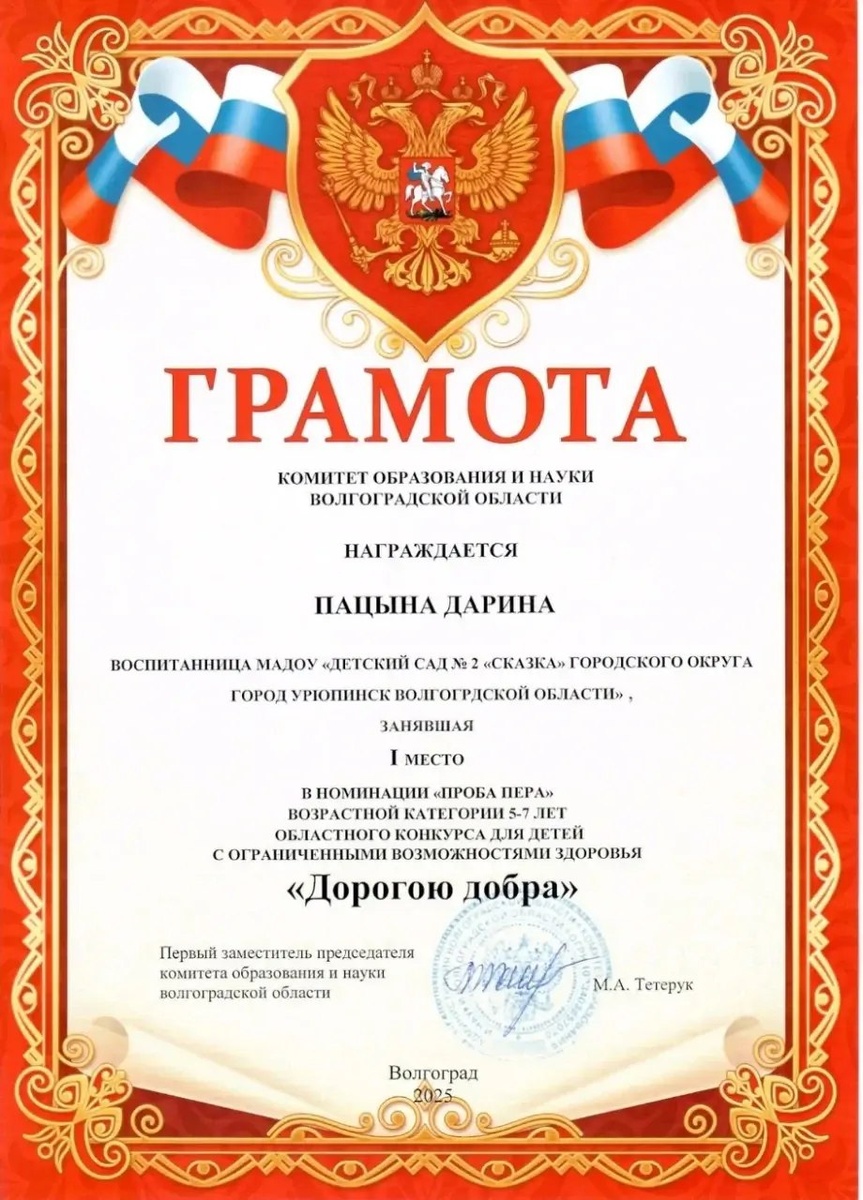 ГРАМОТА
КОМИТЕТ ОБРАЗОВАНИЯ И НАУКИ
ВОЛГОГРАДСКОЙ ОБЛАСТИ
НАГРАЖДАЕТСЯ
ПАЦЫНА ДАРИНА
ВОСПИТАННИЦА МАДОУ «ДЕТСКИЙ САД № 2 «СКАЗКА» ГОРОДСКОГО ОКРУГА
ГОРОД УРЮПИНСК ВОЛГОГРДСКОЙ ОБЛАСТИ» ,
ЗАНЯВШАЯ
I МЕСТО
В НОМИНАЦИИ «ПРОБА ПЕРА»
ВОЗРАСТНОЙ КАТЕГОРИИ 5-7 ЛЕТ
ОБЛАСТНОГО КОНКУРСА ДЛЯ ДЕТЕЙ
С ОГРАНИЧЕННЫМИ ВОЗМОЖНОСТЯМИ ЗДОРОВЬЯ
«Дорогою добра»
Первый заместитель председателя
комитета образования и науки
волгоградской области
М.А. Тетерук
Волгоград
2025